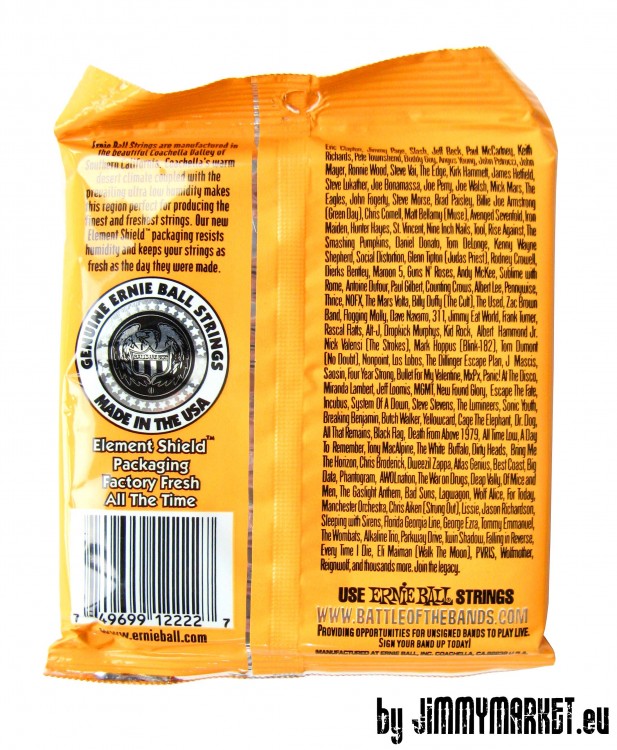 Ernie Ball Strings are manufactured in
the beautiful Coachella Valley of
Southern California. Coachella's warm
desert climate coupled with the
prevailing ultra low humidity makes
this region perfect for producing the
finest and freshest strings. Our new
Element Shield™ packaging resists
humidity and keeps your strings as
fresh as the day they were made.
GENUINE ERNIE BALL STRINGS
MADE IN THE USA
Element Shield™
Packaging
Factory Fresh
All The Time
7 49699 12222 7
www.ernieball.com
Eric Clapton, Jimmy Page, Slash, Jeff Beck, Paul McCartney, Keith
Richards, Pete Townshend, Buddy Guy, Angus Young, John Petrucci, John
Mayer, Ronnie Wood, Steve Vai, The Edge, Kirk Hammett, James Hetfield,
Steve Lukather, Joe Bonamassa, Joe Perry, Joe Walsh, Mick Mars, The
Eagles, John Fogerty, Steve Morse, Brad Paisley, Billie Joe Armstrong
(Green Day), Chris Cornell, Matt Bellamy (Muse), Avenged Sevenfold, Iron
Maiden, Hunter Hayes, St. Vincent, Nine Inch Nails, Tool, Rise Against, The
Smashing Pumpkins, Daniel Donato, Tom DeLonge, Kenny Wayne
Shepherd, Social Distortion, Glenn Tipton (Judas Priest), Rodney Crowell,
Dierks Bentley, Maroon 5, Guns N' Roses, Andy McKee, Sublime with
Rome, Antoine Dufour, Paul Gilbert, Counting Crows, Albert Lee, Pennywise,
Thrice, NOFX, The Mars Volta, Billy Duffy (The Cult), The Used, Zac Brown
Band, Flogging Molly, Dave Navarro, 311, Jimmy Eat World, Frank Turner,
Rascal Flatts, Alt-J, Dropkick Murphys, Kid Rock, Albert Hammond Jr.
Nick Valensi (The Strokes), Mark Hoppus (Blink-182), Tom Dumont
(No Doubt), Nonpoint, Los Lobos, The Dillinger Escape Plan, J Mascis,
Saosin, Four Year Strong, Bullet For My Valentine, MxPx, Panic! At The Disco,
Miranda Lambert, Jeff Loomis, MGMT, New Found Glory, Escape The Fate,
Incubus, System Of A Down, Steve Stevens, The Lumineers, Sonic Youth,
Breaking Benjamin, Butch Walker, Yellowcard, Cage The Elephant, Dr. Dog,
All That Remains, Black Flag, Death From Above 1979, All Time Low, A Day
To Remember, Tony MacAlpine, The White Buffalo, Dirty Heads, Bring Me
The Horizon, Chris Broderick, Dweezil Zappa, Atlas Genius, Best Coast, Big
Data, Phantogram, AWOLnation, The War on Drugs, Deap Vally, Of Mice and
Men, The Gaslight Anthem, Bad Suns, Lagwagon, Wolf Alice, For Today,
Manchester Orchestra, Chris Aiken (Strung Out), Lissie, Jason Richardson,
Sleeping with Sirens, Florida Georgia Line, George Ezra, Tommy Emmanuel,
The Wombats, Alkaline Trio, Parkway Drive, Twin Shadow, Falling in Reverse,
Every Time I Die, Eli Maiman (Walk The Moon), PVRIS, Wolfmother,
Reignwolf, and thousands more. Join the legacy.
USE ERNIE BALL STRINGS
WWW.BATTLEOFTHEBANDS.COM
PROVIDING OPPORTUNITIES FOR UNSIGNED BANDS TO PLAY LIVE.
SIGN YOUR BAND UP TODAY!
MANUFACTURED AT ERNIE BALL, INC. COACHELLA, CA
by JiMMYMARKET.eu